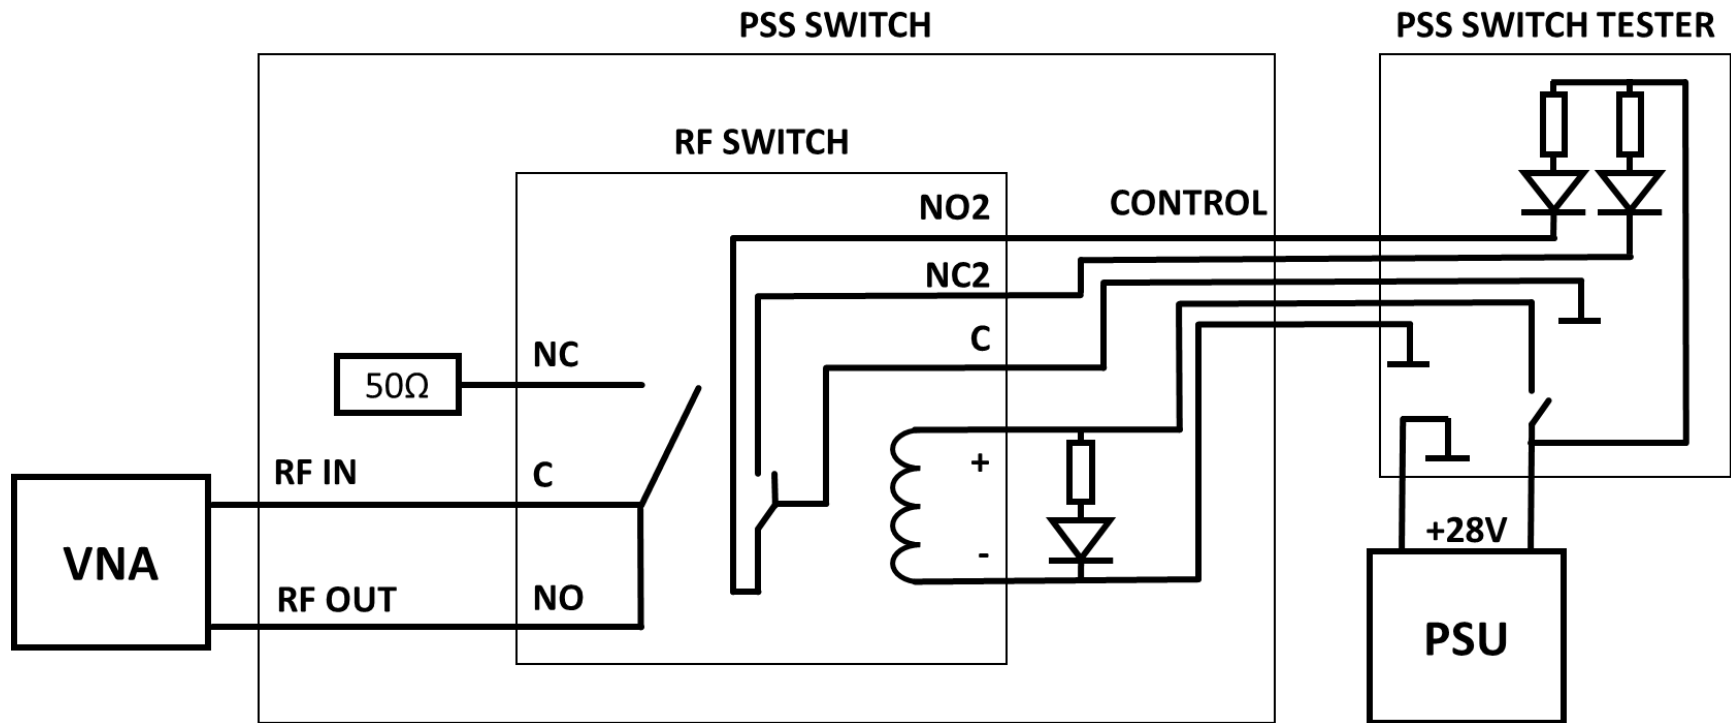 PSS SWITCH
PSS SWITCH TESTER
RF SWITCH
NO2
CONTROL
NC2
C
NC
50Ω
+
RF IN
C
-
+28V
VNA
RF OUT
NO
PSU